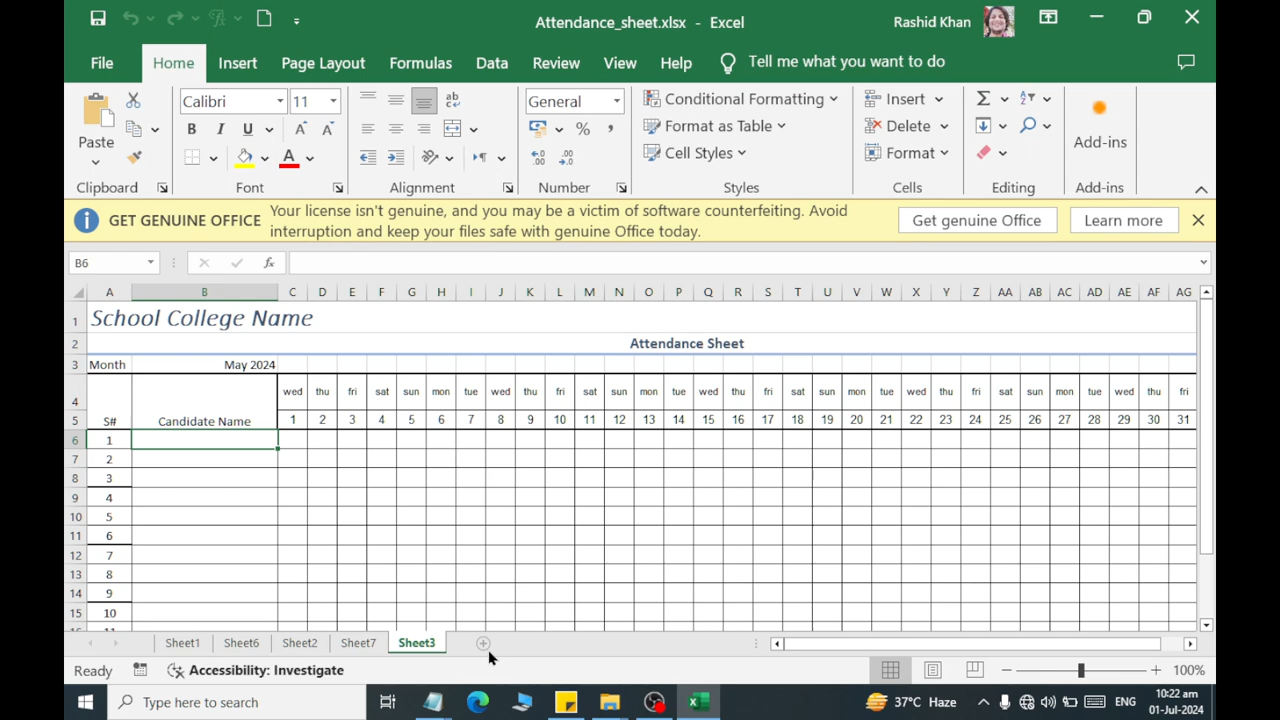 Attendance_sheet.xlsx - Excel
Rashid Khan
File Home Insert Page Layout Formulas Data Review View Help Tell me what you want to do
Paste
Clipboard
Calibri 11
B I U A A
A
Font
ab
Alignment
General
% ,
Number
Conditional Formatting
Format as Table
Cell Styles
Styles
Insert
Delete
Format
Cells
Editing
Add-ins
Add-ins
GET GENUINE OFFICE Your license isn't genuine, and you may be a victim of software counterfeiting. Avoid
interruption and keep your files safe with genuine Office today.
Get genuine Office Learn more
B6 fx
A B C D E F G H I J K L M N O P Q R S T U V W X Y Z AA AB AC AD AE AF AG
1 School College Name
2 Attendance Sheet
3 Month May 2024
4 wed thu fri sat sun mon tue wed thu fri sat sun mon tue wed thu fri sat sun mon tue wed thu fri sat sun mon tue wed thu fri
5 S# Candidate Name 1 2 3 4 5 6 7 8 9 10 11 12 13 14 15 16 17 18 19 20 21 22 23 24 25 26 27 28 29 30 31
6 1
7 2
8 3
9 4
10 5
11 6
12 7
13 8
14 9
15 10
Sheet1 Sheet6 Sheet2 Sheet7 Sheet3
Ready Accessibility: Investigate 100%
Type here to search
37°C Haze
ENG
10:22 am
01-Jul-2024